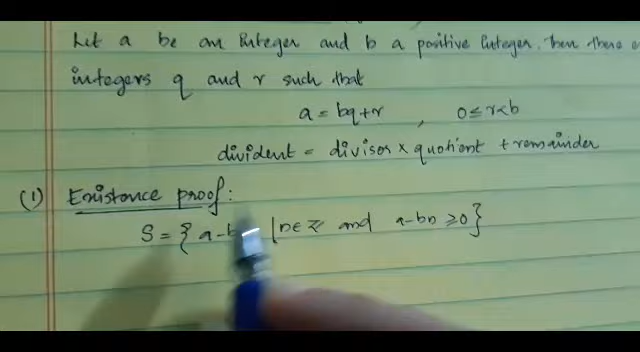 Let a be an integer and b a positive integer. Then there
integers q and r such that
a = bq + r , 0 ≤ r < b
divident = divisor × quotient + remainder
(1) Existance proof:
S = { a - b | n ∈ ℤ and a - bn ≥ 0 }